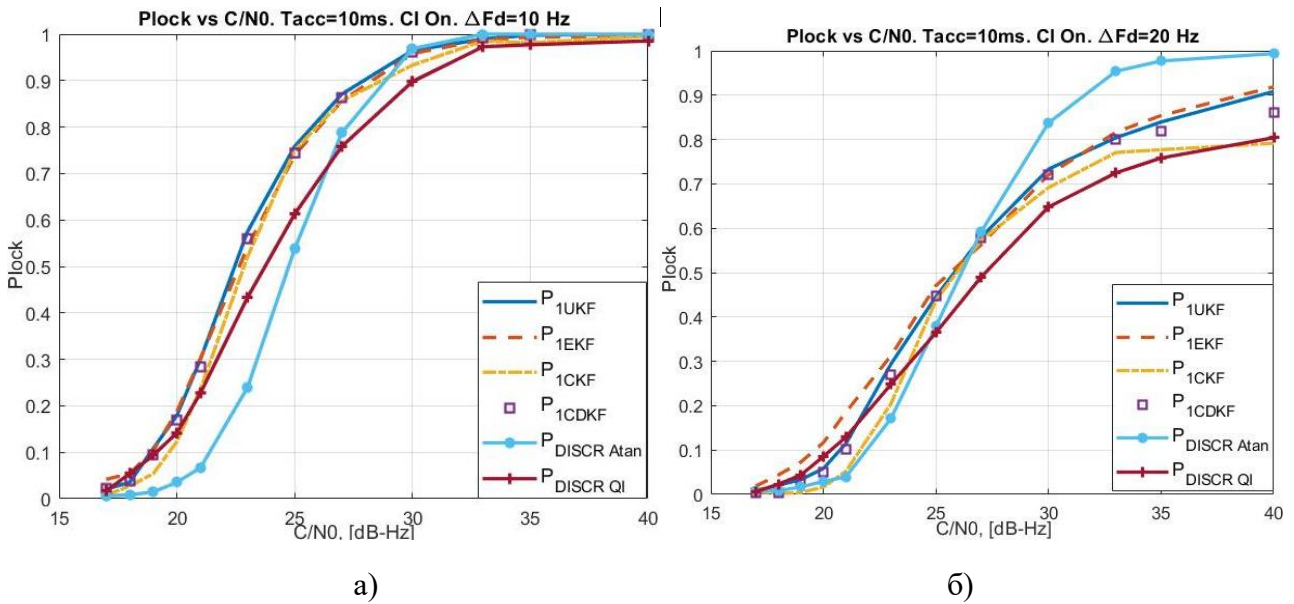 Plock vs C/N0. Tacc=10ms. CI On. △Fd=10 Hz
1
0.9
0.8
0.7
0.6
0.5
0.4
0.3
0.2
0.1
0
Plock
15
20
25
30
35
40
C/N0, [dB-Hz]
P1UKF
P1EKF
P1CKF
P1CDKF
PDISCR Atan
PDISCR QI
а)
Plock vs C/N0. Tacc=10ms. CI On. △Fd=20 Hz
1
0.9
0.8
0.7
0.6
0.5
0.4
0.3
0.2
0.1
0
Plock
15
20
25
30
35
40
C/N0, [dB-Hz]
P1UKF
P1EKF
P1CKF
P1CDKF
PDISCR Atan
PDISCR QI
б)